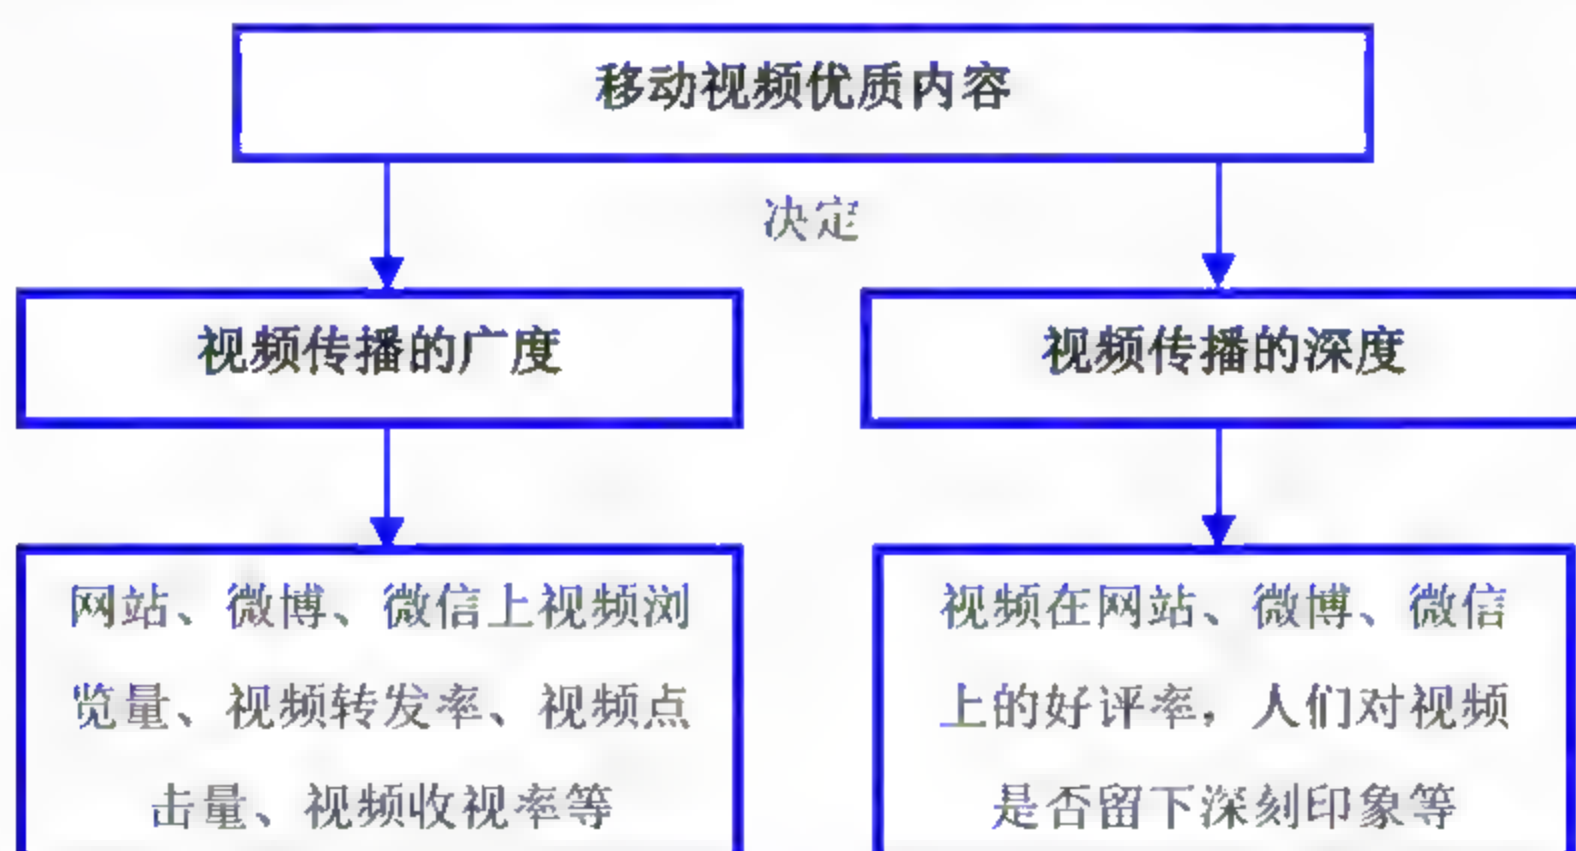 移动视频优质内容
决定
视频传播的广度
视频传播的深度
网站、微博、微信上视频浏
览量、视频转发率、视频点
击量、视频收视率等
视频在网站、微博、微信
上的好评率，人们对视频
是否留下深刻印象等